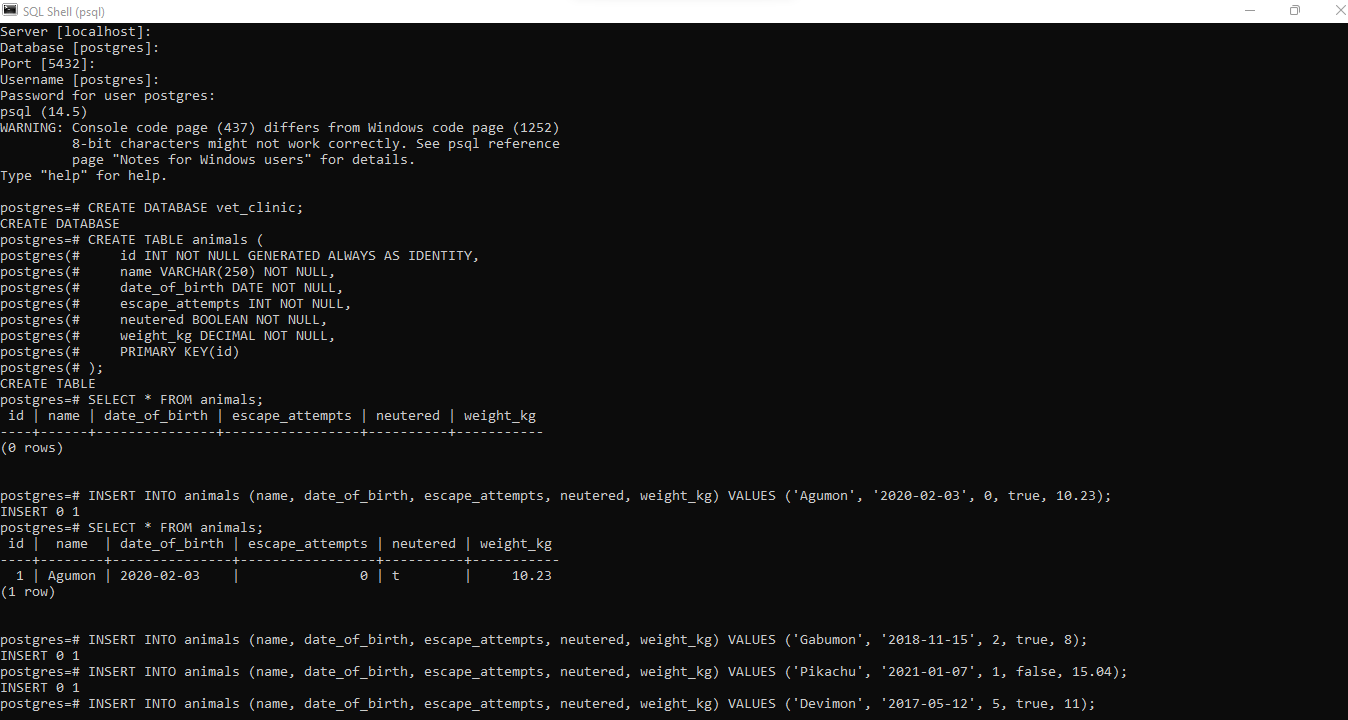 SQL Shell (psql)
Server [localhost]:
Database [postgres]:
Port [5432]:
Username [postgres]:
Password for user postgres:
psql (14.5)
WARNING: Console code page (437) differs from Windows code page (1252)
         8-bit characters might not work correctly. See psql reference
         page "Notes for Windows users" for details.
Type "help" for help.

postgres=# CREATE DATABASE vet_clinic;
CREATE DATABASE
postgres=# CREATE TABLE animals (
postgres(#     id INT NOT NULL GENERATED ALWAYS AS IDENTITY,
postgres(#     name VARCHAR(250) NOT NULL,
postgres(#     date_of_birth DATE NOT NULL,
postgres(#     escape_attempts INT NOT NULL,
postgres(#     neutered BOOLEAN NOT NULL,
postgres(#     weight_kg DECIMAL NOT NULL,
postgres(#     PRIMARY KEY(id)
postgres(# );
CREATE TABLE
postgres=# SELECT * FROM animals;
 id | name | date_of_birth | escape_attempts | neutered | weight_kg
----+------+---------------+-----------------+----------+-----------
(0 rows)


postgres=# INSERT INTO animals (name, date_of_birth, escape_attempts, neutered, weight_kg) VALUES ('Agumon', '2020-02-03', 0, true, 10.23);
INSERT 0 1
postgres=# SELECT * FROM animals;
 id |  name  | date_of_birth | escape_attempts | neutered | weight_kg
----+--------+---------------+-----------------+----------+-----------
  1 | Agumon | 2020-02-03    |               0 | t        |     10.23
(1 row)


postgres=# INSERT INTO animals (name, date_of_birth, escape_attempts, neutered, weight_kg) VALUES ('Gabumon', '2018-11-15', 2, true, 8);
INSERT 0 1
postgres=# INSERT INTO animals (name, date_of_birth, escape_attempts, neutered, weight_kg) VALUES ('Pikachu', '2021-01-07', 1, false, 15.04);
INSERT 0 1
postgres=# INSERT INTO animals (name, date_of_birth, escape_attempts, neutered, weight_kg) VALUES ('Devimon', '2017-05-12', 5, true, 11);